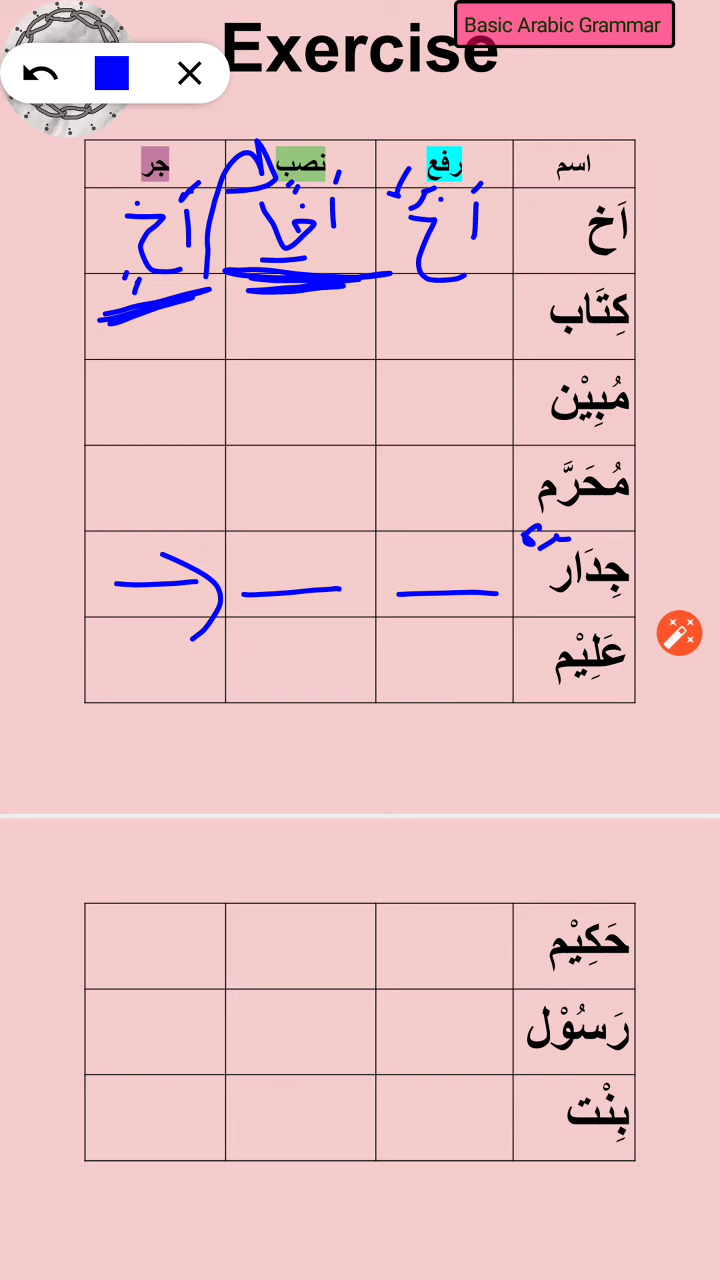 Basic Arabic Grammar
Exercise
اسم رفع نصب جر
اَخ اَخٌ اَخًا اَخٍ
كِتَاب
مُبِيْن
مُحَرَّم
جِدَار
عَلِيْم
حَكِيْم
رَسُوْل
بِنْت